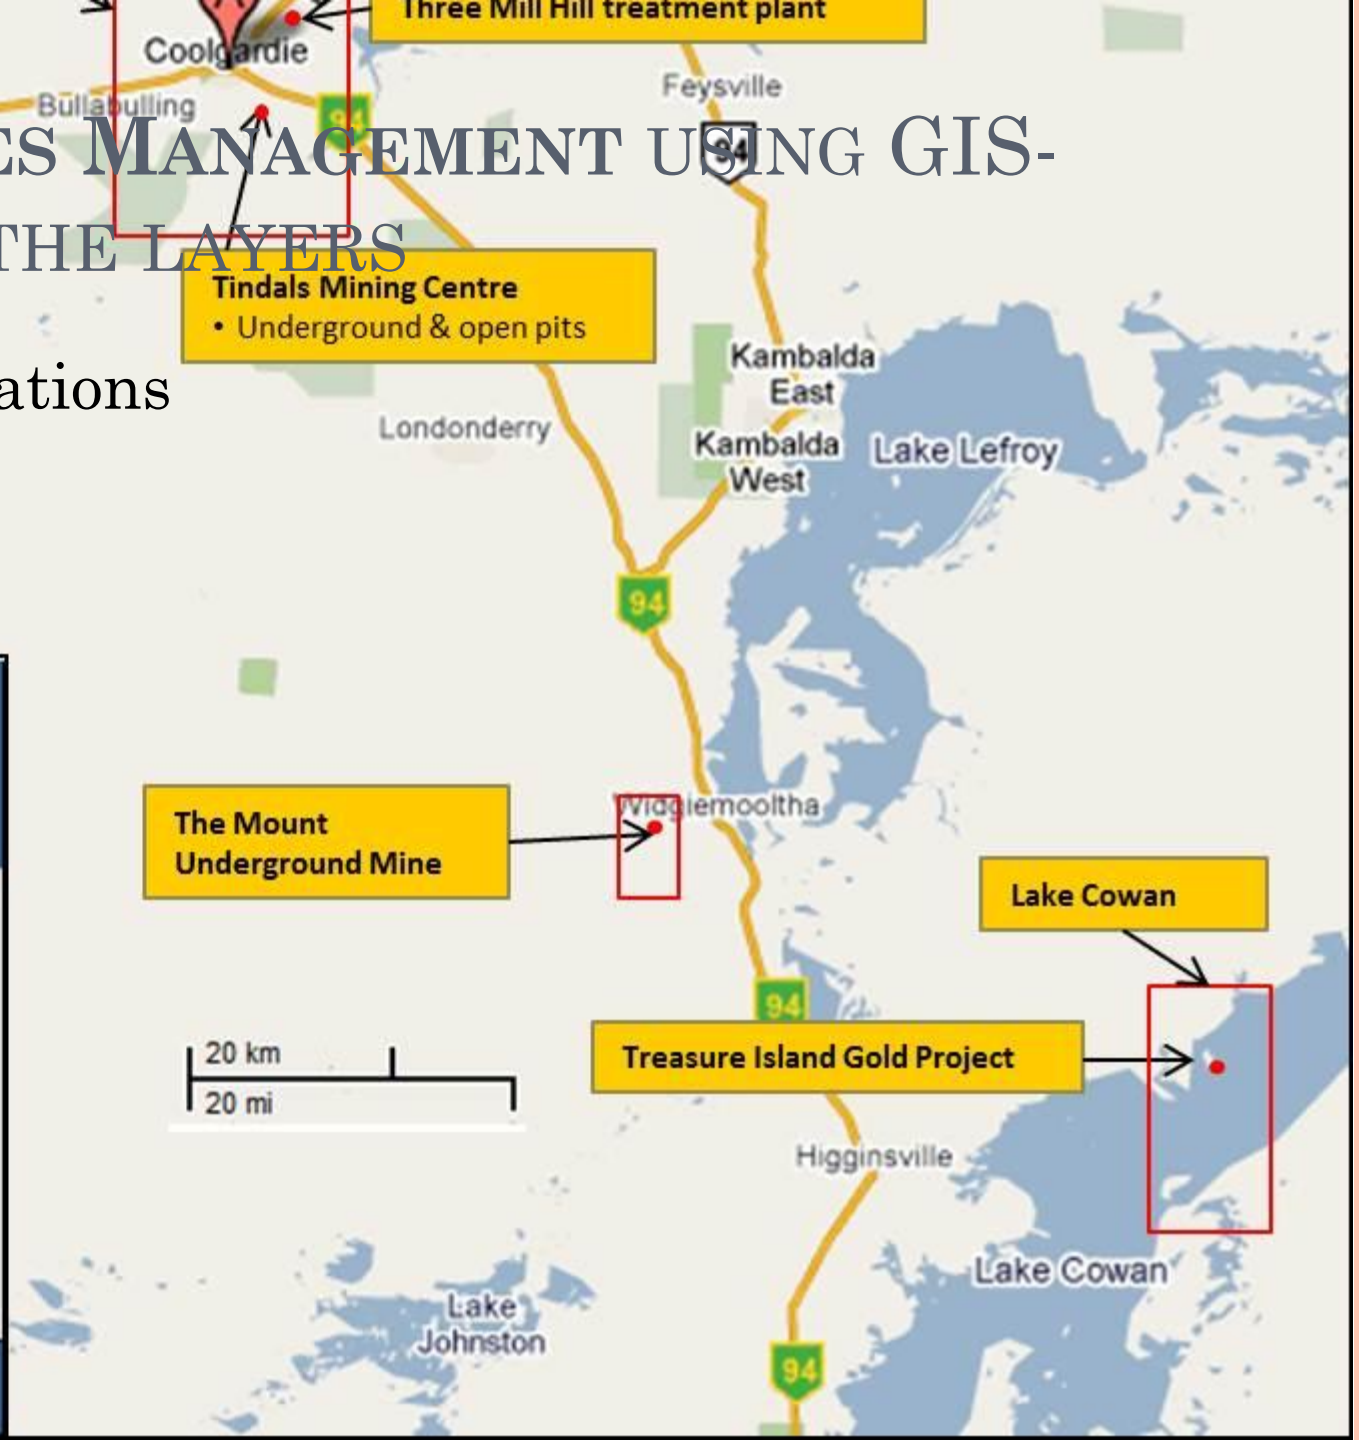 Three Mill Hill treatment plant
Coolgardie
Feysville
Bullabulling
94
ES MANAGEMENT USING GIS-
94
THE LAYERS
Tindals Mining Centre
• Underground & open pits
Kambalda
East
ations
Londonderry
Kambalda
West
Lake Lefroy
94
Widgiemooltha
The Mount
Underground Mine
Lake Cowan
94
20 km
20 mi
Treasure Island Gold Project
Higginsville
Lake Cowan
Lake
Johnston
94